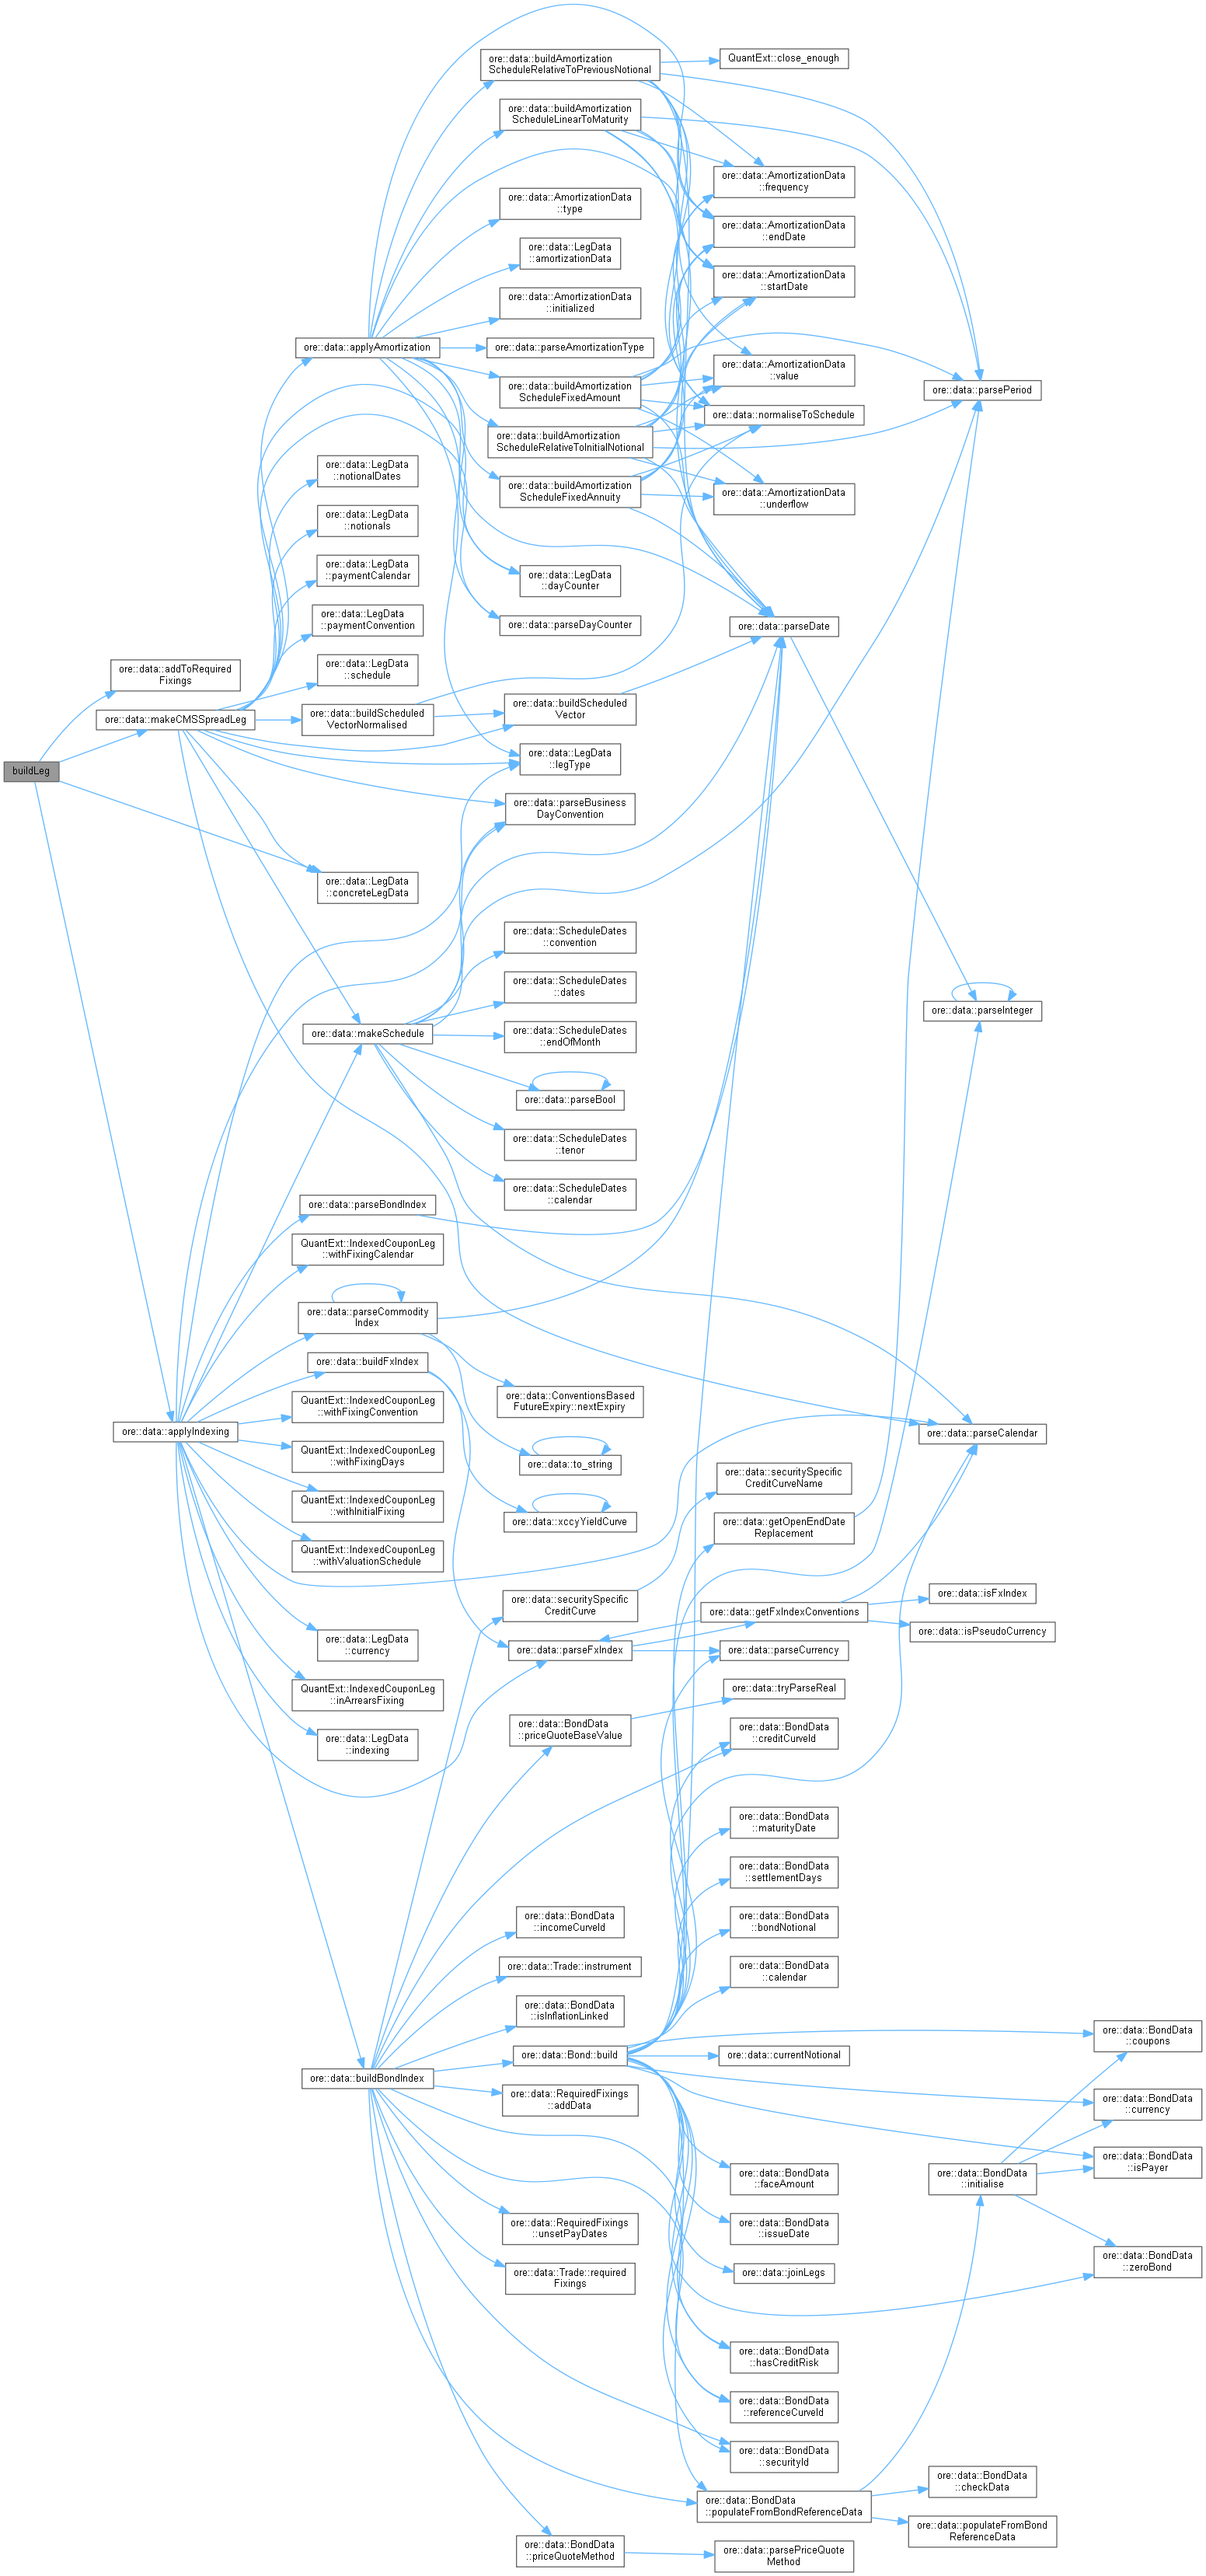 ore::data::buildAmortization
ScheduleRelativeToPreviousNotional
QuantExt::close_enough
ore::data::buildAmortization
ScheduleLinearToMaturity
ore::data::AmortizationData
::frequency
ore::data::AmortizationData
::type
ore::data::AmortizationData
::endDate
ore::data::LegData
::amortizationData
ore::data::AmortizationData
::startDate
ore::data::AmortizationData
::initialized
ore::data::applyAmortization
ore::data::parseAmortizationType
ore::data::AmortizationData
::value
ore::data::parsePeriod
ore::data::buildAmortization
ScheduleFixedAmount
ore::data::normaliseToSchedule
ore::data::buildAmortization
ScheduleRelativeToInitialNotional
ore::data::LegData
::notionalDates
ore::data::buildAmortization
ScheduleFixedAnnuity
ore::data::AmortizationData
::underflow
ore::data::LegData
::notionals
ore::data::LegData
::paymentCalendar
ore::data::LegData
::dayCounter
ore::data::LegData
::paymentConvention
ore::data::parseDayCounter
ore::data::parseDate
ore::data::addToRequired
Fixings
ore::data::LegData
::schedule
ore::data::makeCMSSpreadLeg
ore::data::buildScheduled
VectorNormalised
ore::data::buildScheduled
Vector
buildLeg
ore::data::LegData
::legType
ore::data::parseBusiness
DayConvention
ore::data::LegData
::concreteLegData
ore::data::ScheduleDates
::convention
ore::data::ScheduleDates
::dates
ore::data::parseInteger
ore::data::makeSchedule
ore::data::ScheduleDates
::endOfMonth
ore::data::parseBool
ore::data::ScheduleDates
::tenor
ore::data::ScheduleDates
::calendar
ore::data::parseBondIndex
QuantExt::IndexedCouponLeg
::withFixingCalendar
ore::data::parseCommodity
Index
ore::data::buildFxIndex
ore::data::ConventionsBased
FutureExpiry::nextExpiry
QuantExt::IndexedCouponLeg
::withFixingConvention
ore::data::applyIndexing
ore::data::parseCalendar
QuantExt::IndexedCouponLeg
::withFixingDays
ore::data::to_string
ore::data::securitySpecific
CreditCurveName
QuantExt::IndexedCouponLeg
::withInitialFixing
ore::data::xccyYieldCurve
ore::data::getOpenEndDate
Replacement
QuantExt::IndexedCouponLeg
::withValuationSchedule
ore::data::isFxIndex
ore::data::securitySpecific
CreditCurve
ore::data::getFxIndexConventions
ore::data::isPseudoCurrency
ore::data::LegData
::currency
ore::data::parseFxIndex
ore::data::parseCurrency
QuantExt::IndexedCouponLeg
::inArrearsFixing
ore::data::tryParseReal
ore::data::LegData
::indexing
ore::data::BondData
::priceQuoteBaseValue
ore::data::BondData
::creditCurveId
ore::data::BondData
::maturityDate
ore::data::BondData
::settlementDays
ore::data::BondData
::incomeCurveId
ore::data::BondData
::bondNotional
ore::data::Trade::instrument
ore::data::BondData
::calendar
ore::data::BondData
::isInflationLinked
ore::data::BondData
::coupons
ore::data::Bond::build
ore::data::currentNotional
ore::data::buildBondIndex
ore::data::RequiredFixings
::addData
ore::data::BondData
::currency
ore::data::BondData
::isPayer
ore::data::BondData
::faceAmount
ore::data::BondData
::initialise
ore::data::RequiredFixings
::unsetPayDates
ore::data::BondData
::issueDate
ore::data::BondData
::zeroBond
ore::data::Trade::required
Fixings
ore::data::joinLegs
ore::data::BondData
::hasCreditRisk
ore::data::BondData
::referenceCurveId
ore::data::BondData
::securityId
ore::data::BondData
::checkData
ore::data::BondData
::populateFromBondReferenceData
ore::data::populateFromBond
ReferenceData
ore::data::BondData
::priceQuoteMethod
ore::data::parsePriceQuote
Method